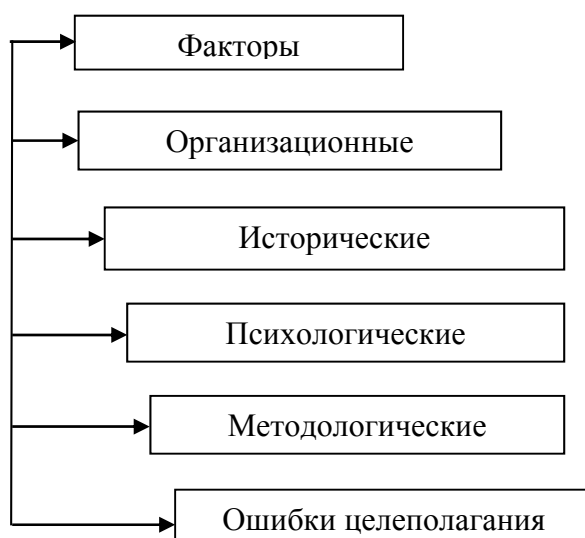 Факторы
Организационные
Исторические
Психологические
Методологические
Ошибки целеполагания